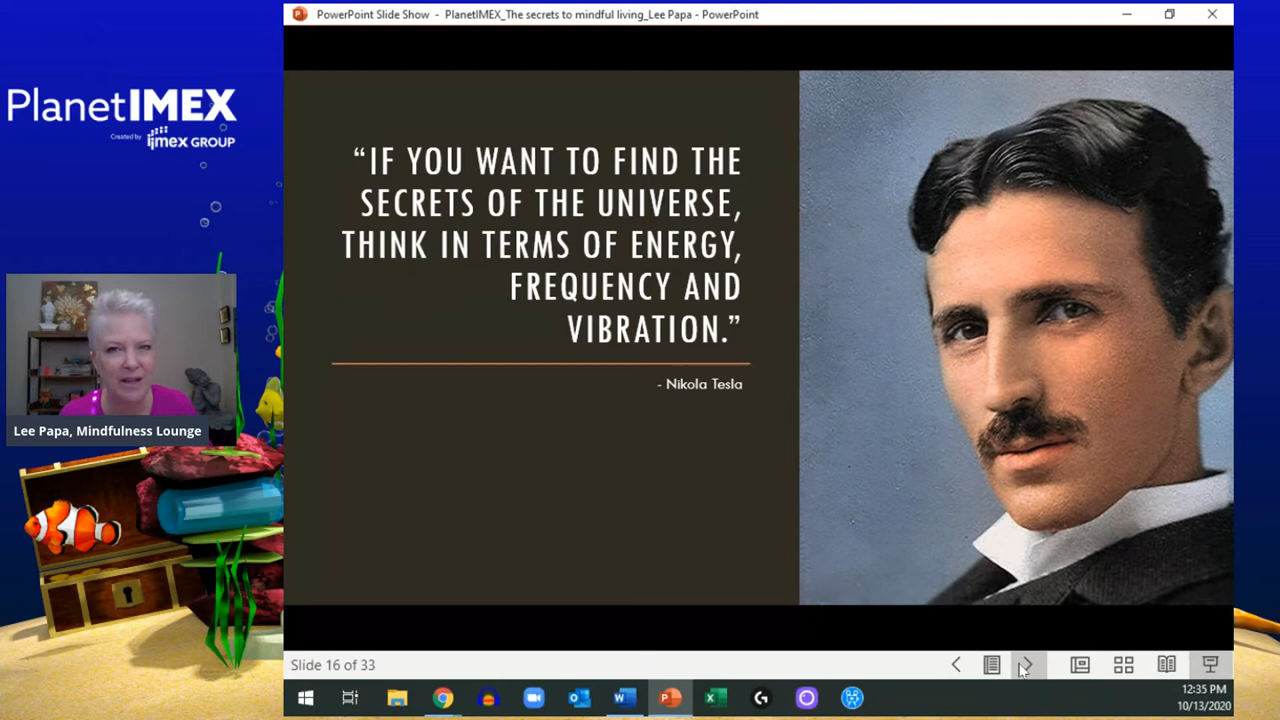 PowerPoint Slide Show - PlanetIMEX_The secrets to mindful living_Lee Papa - PowerPoint
PlanetIMEX
Created by imex GROUP
“IF YOU WANT TO FIND THE
SECRETS OF THE UNIVERSE,
THINK IN TERMS OF ENERGY,
FREQUENCY AND
VIBRATION.”
- Nikola Tesla
Lee Papa, Mindfulness Lounge
Slide 16 of 33
12:35 PM
10/13/2020